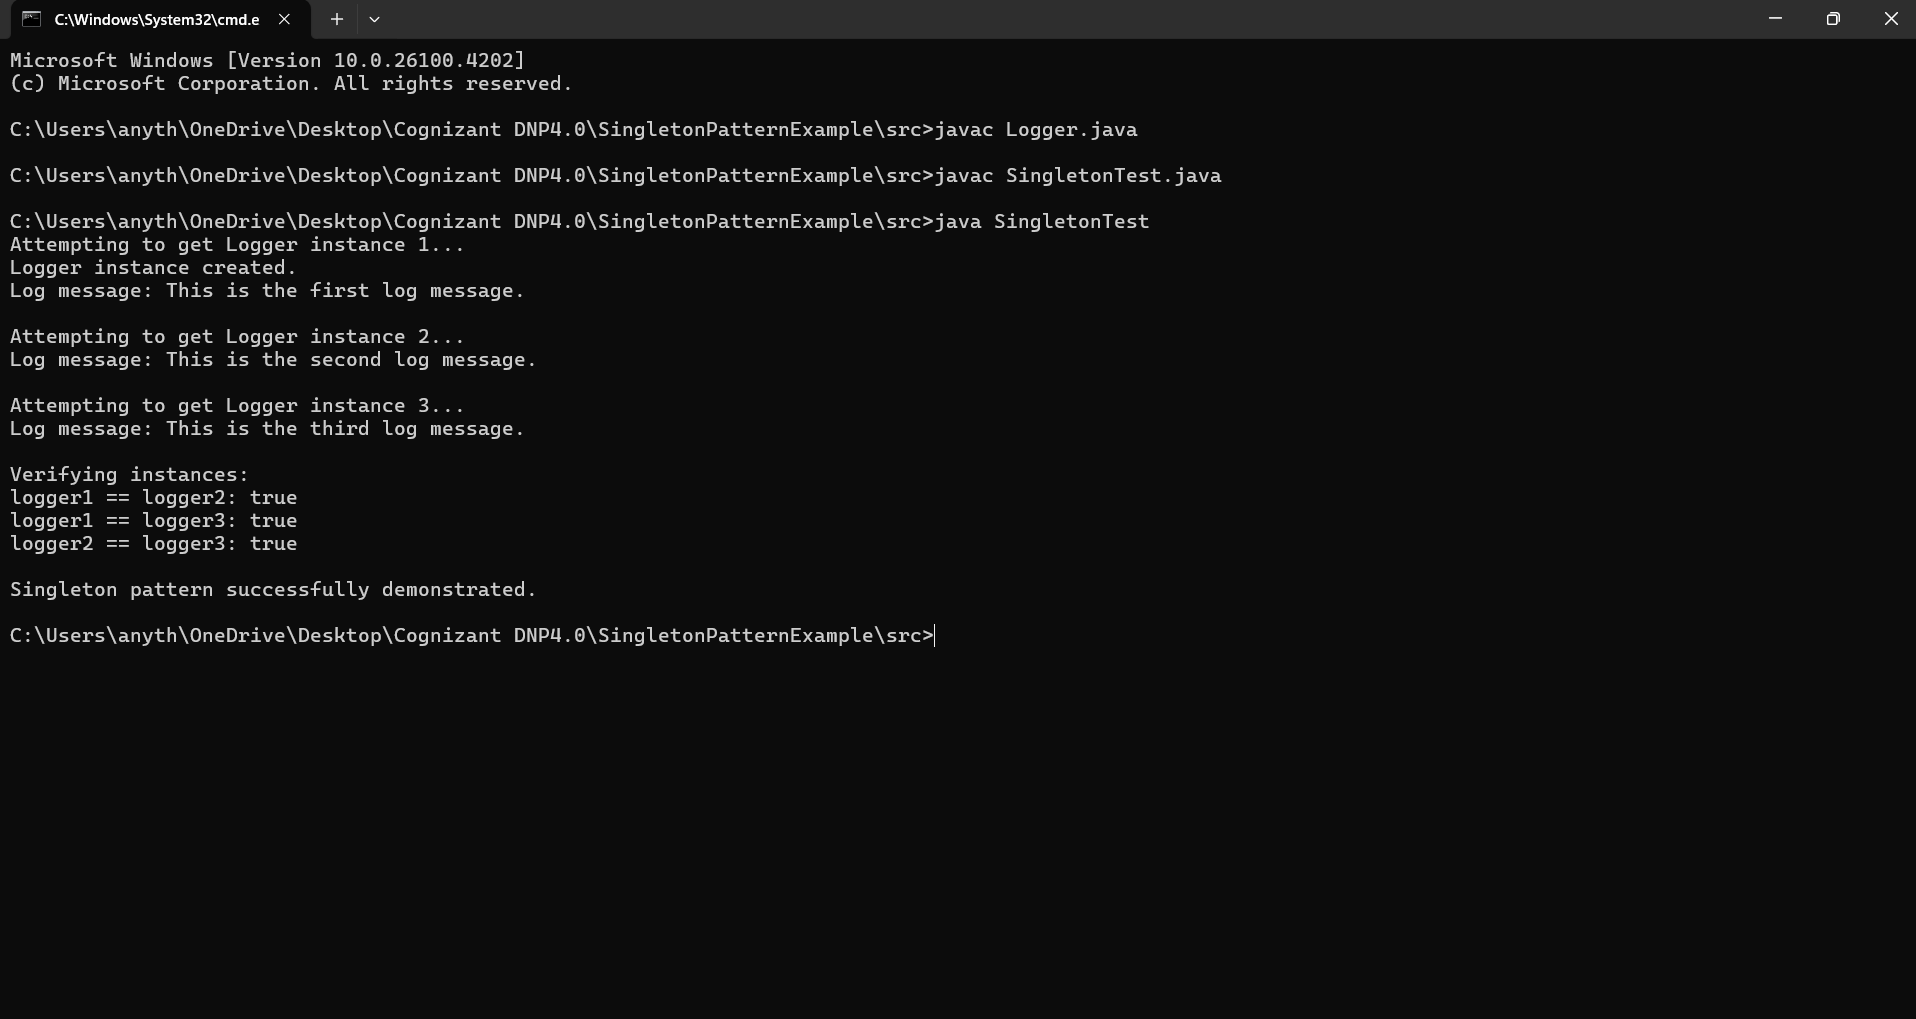 C:\Windows\System32\cmd.e
Microsoft Windows [Version 10.0.26100.4202]
(c) Microsoft Corporation. All rights reserved.
C:\Users\anyth\OneDrive\Desktop\Cognizant DNP4.0\SingletonPatternExample\src>javac Logger.java
C:\Users\anyth\OneDrive\Desktop\Cognizant DNP4.0\SingletonPatternExample\src>javac SingletonTest.java
C:\Users\anyth\OneDrive\Desktop\Cognizant DNP4.0\SingletonPatternExample\src>java SingletonTest
Attempting to get Logger instance 1...
Logger instance created.
Log message: This is the first log message.
Attempting to get Logger instance 2...
Log message: This is the second log message.
Attempting to get Logger instance 3...
Log message: This is the third log message.
Verifying instances:
logger1 == logger2: true
logger1 == logger3: true
logger2 == logger3: true
Singleton pattern successfully demonstrated.
C:\Users\anyth\OneDrive\Desktop\Cognizant DNP4.0\SingletonPatternExample\src>